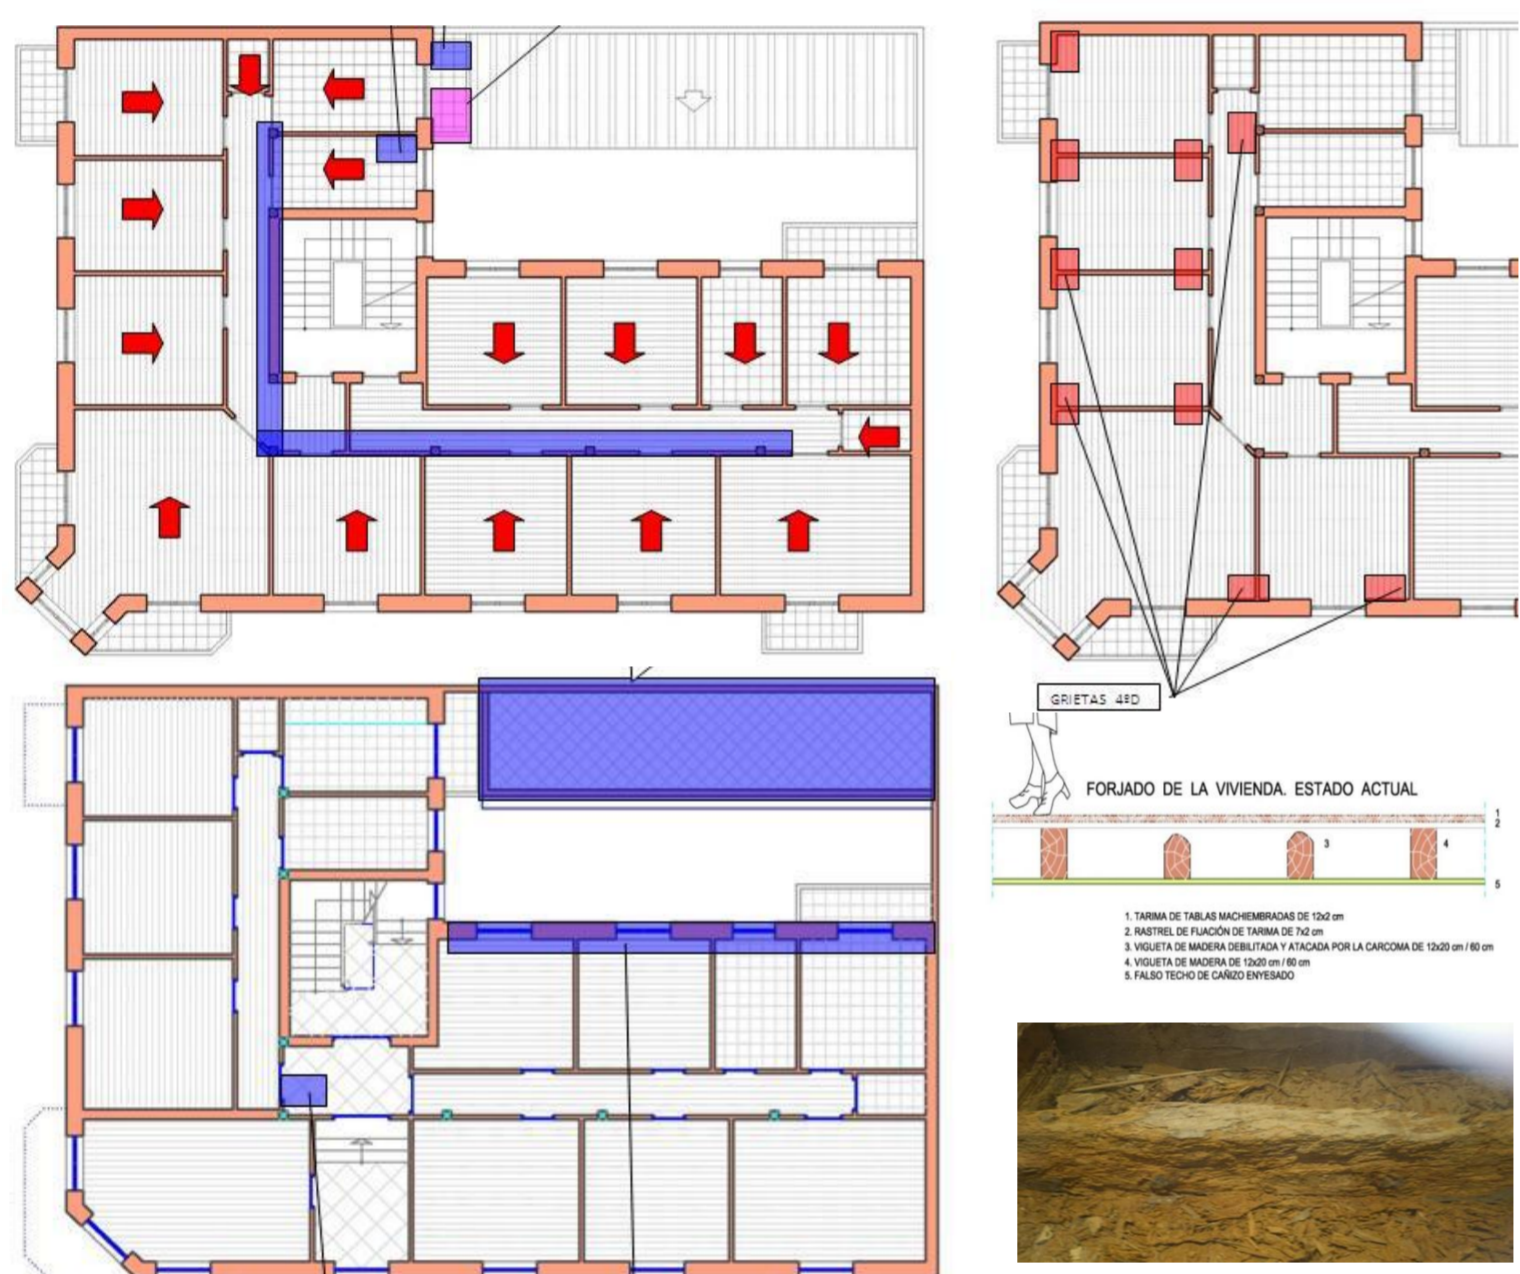 GRIETAS 4ºD
FORJADO DE LA VIVIENDA. ESTADO ACTUAL
1
2
3
4
5
1. TARIMA DE TABLAS MACHIEMBRADAS DE 12x2 cm
2. RASTREL DE FIJACIÓN DE TARIMA DE 7x2 cm
3. VIGUETA DE MADERA DEBILITADA Y ATACADA POR LA CARCOMA DE 12x20 cm / 60 cm
4. VIGUETA DE MADERA DE 12x20 cm / 60 cm
5. FALSO TECHO DE CAÑIZO ENYESADO